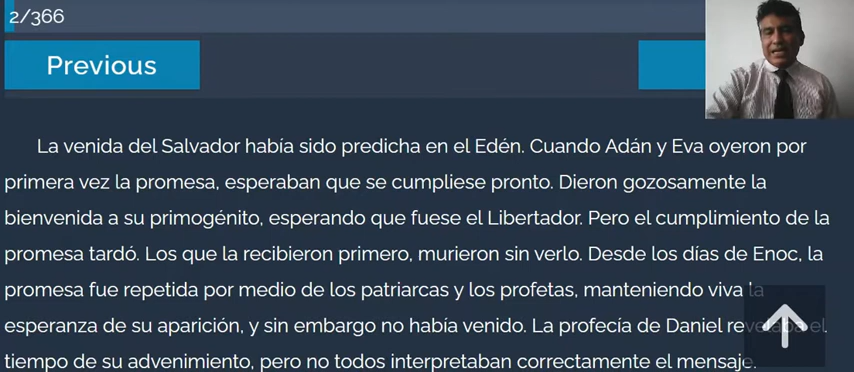 2/366
Previous
La venida del Salvador había sido predicha en el Edén. Cuando Adán y Eva oyeron por
primera vez la promesa, esperaban que se cumpliese pronto. Dieron gozosamente la
bienvenida a su primogénito, esperando que fuese el Libertador. Pero el cumplimiento de la
promesa tardó. Los que la recibieron primero, murieron sin verlo. Desde los días de Enoc, la
promesa fue repetida por medio de los patriarcas y los profetas, manteniendo viva la
esperanza de su aparición, y sin embargo no había venido. La profecía de Daniel revelaba el
tiempo de su advenimiento, pero no todos interpretaban correctamente el mensaje.